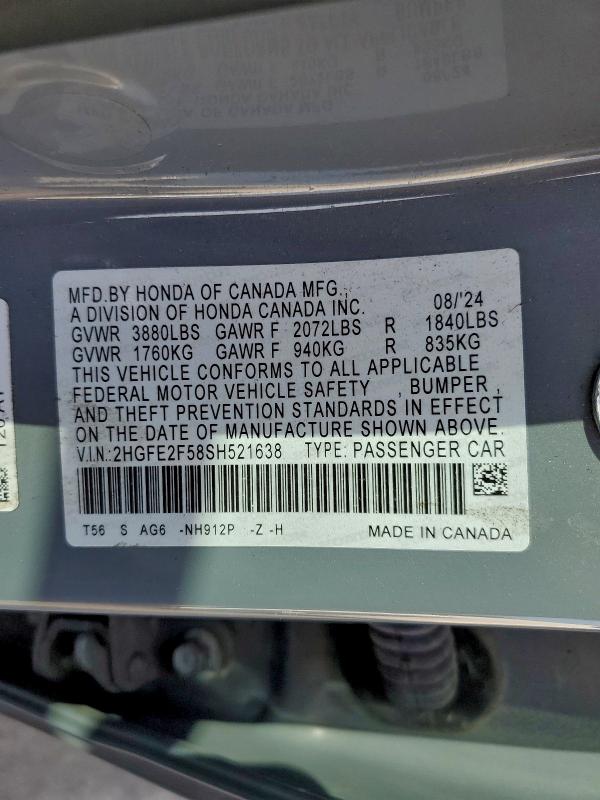 MFD.BY HONDA OF CANADA MFG.,
A DIVISION OF HONDA CANADA INC. 08/'24
GVWR 3880LBS GAWR F 2072LBS R 1840LBS
GVWR 1760KG GAWR F 940KG R 835KG
THIS VEHICLE CONFORMS TO ALL APPLICABLE
FEDERAL MOTOR VEHICLE SAFETY , BUMPER ,
AND THEFT PREVENTION STANDARDS IN EFFECT
ON THE DATE OF MANUFACTURE SHOWN ABOVE.
V.I.N.:2HGFE2F58SH521638 TYPE: PASSENGER CAR
T56 S AG6 -NH912P -Z -H MADE IN CANADA